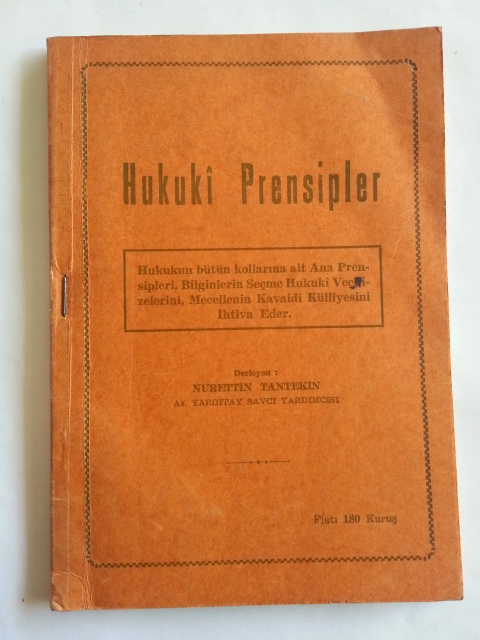 Hukukî Prensipler
Hukukun bütün kollarına ait Ana Pren-
sipleri, Bilginlerin Seçme Hukukî Veci-
zelerini, Mecellenin Kavaidi Külliyesini
İhtiva Eder.
Derleyen :
NURETTİN TANTEKİN
As. YARGITAY SAVCI YARDIMCISI
Fiatı 180 Kuruş